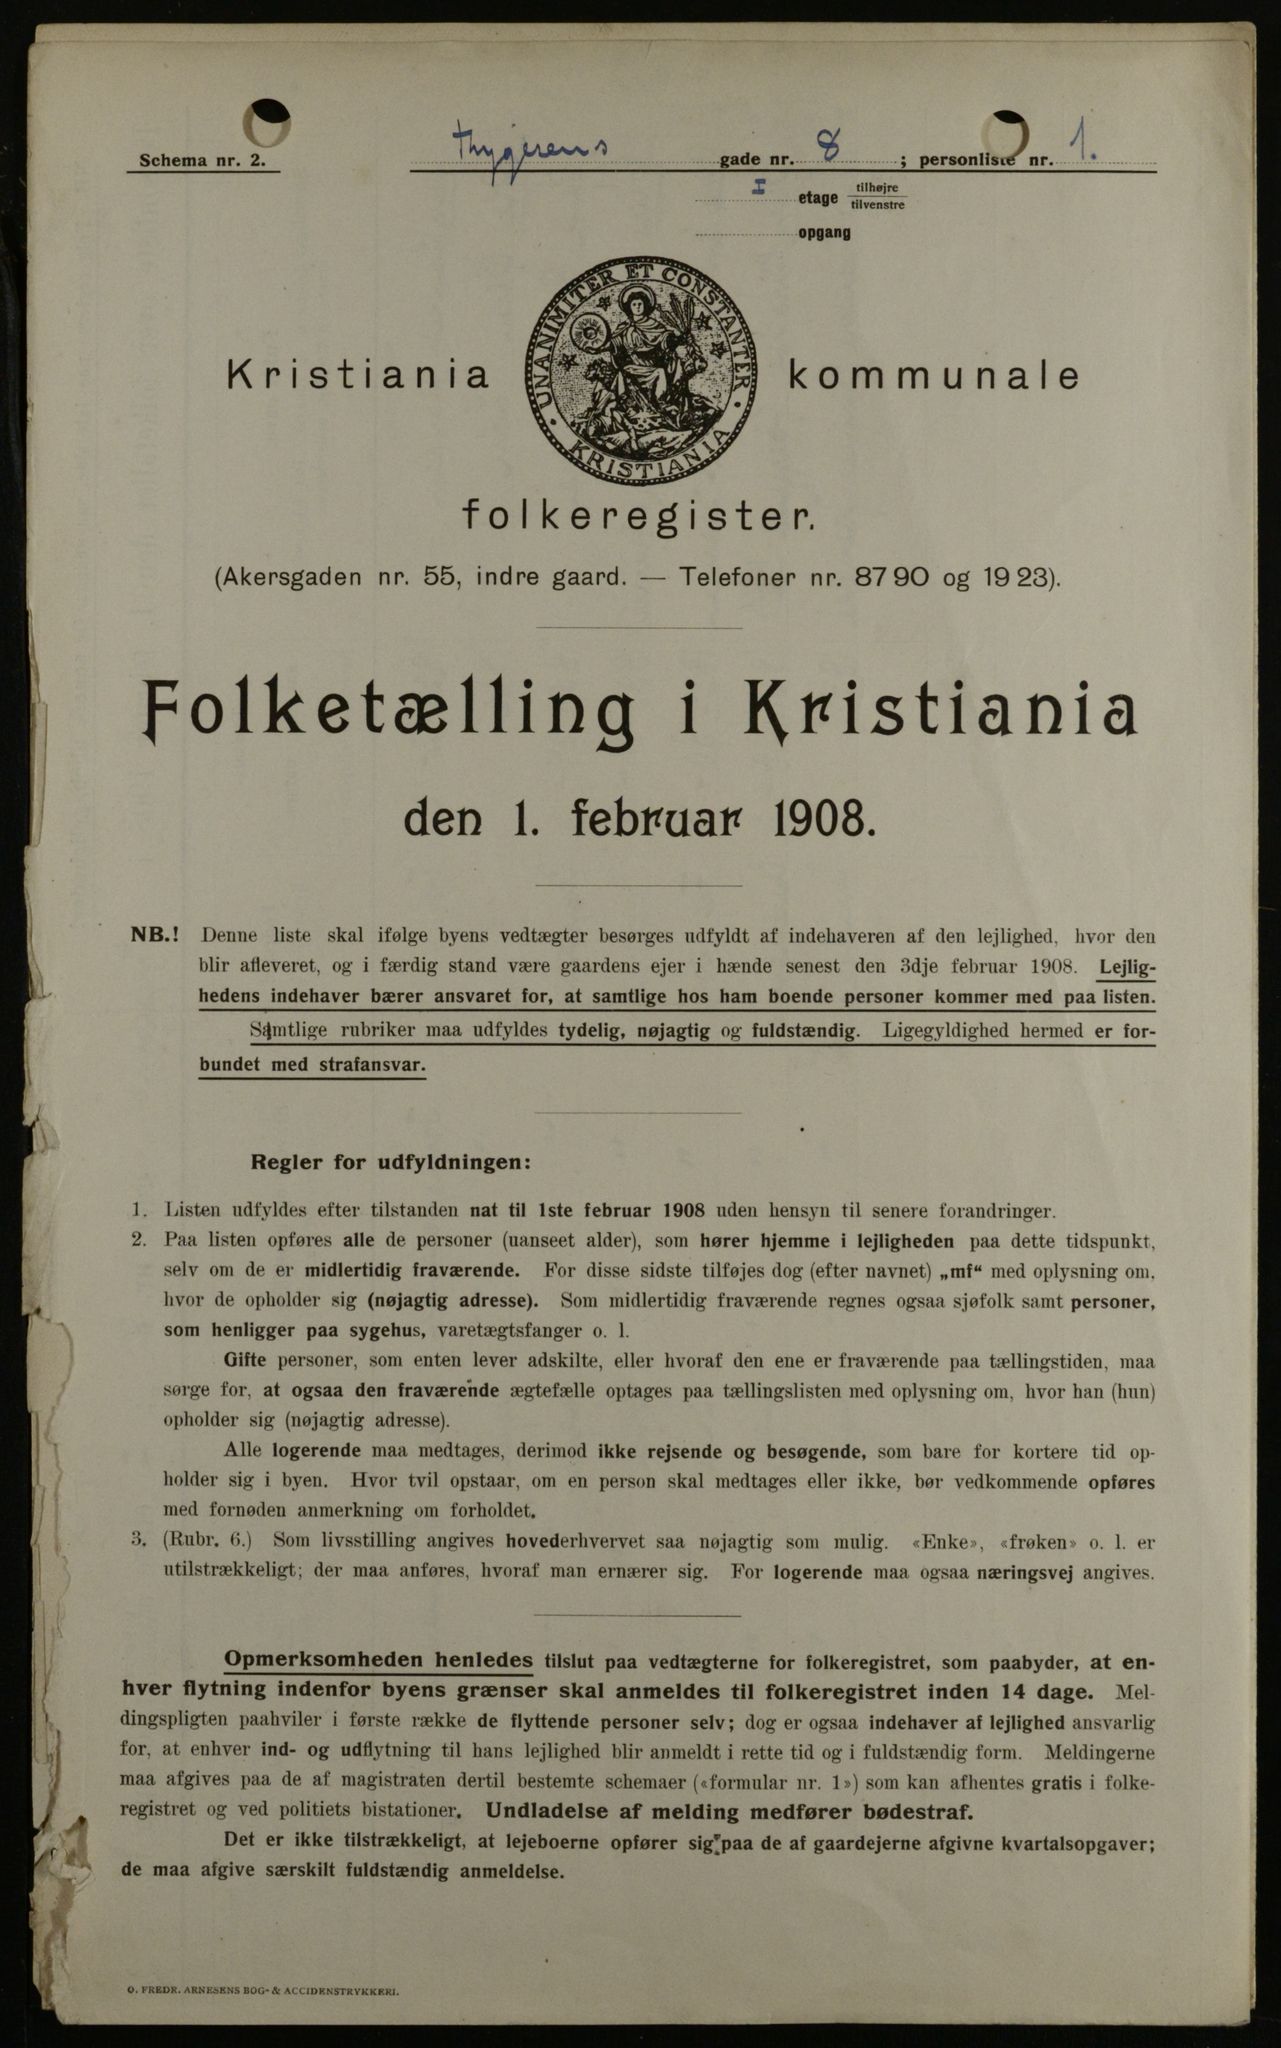 Schema nr. 2. Thygesens gade nr. 8 ; personliste nr. 1.
I etage tilhøjre
tilvenstre
opgang
UNANIMITER ET CONSTANTER
KRISTIANIA
Kristiania kommunale
folkeregister.
(Akersgaden nr. 55, indre gaard. — Telefoner nr. 8790 og 1923).
Folketælling i Kristiania
den 1. februar 1908.
NB.! Denne liste skal ifølge byens vedtægter besørges udfyldt af indehaveren af den lejlighed, hvor den
blir afleveret, og i færdig stand være gaardens ejer i hænde senest den 3dje februar 1908. Lejlig-
hedens indehaver bærer ansvaret for, at samtlige hos ham boende personer kommer med paa listen.
Samtlige rubriker maa udfyldes tydelig, nøjagtig og fuldstændig. Ligegyldighed hermed er for-
bundet med strafansvar.
Regler for udfyldningen:
1. Listen udfyldes efter tilstanden nat til 1ste februar 1908 uden hensyn til senere forandringer.
2. Paa listen opføres alle de personer (uanseet alder), som hører hjemme i lejligheden paa dette tidspunkt,
selv om de er midlertidig fraværende. For disse sidste tilføjes dog (efter navnet) „mf“ med oplysning om,
hvor de opholder sig (nøjagtig adresse). Som midlertidig fraværende regnes ogsaa sjøfolk samt personer,
som henligger paa sygehus, varetægtsfanger o. l.
Gifte personer, som enten lever adskilte, eller hvoraf den ene er fraværende paa tællingstiden, maa
sørge for, at ogsaa den fraværende ægtefælle optages paa tællingslisten med oplysning om, hvor han (hun)
opholder sig (nøjagtig adresse).
Alle logerende maa medtages, derimod ikke rejsende og besøgende, som bare for kortere tid op-
holder sig i byen. Hvor tvil opstaar, om en person skal medtages eller ikke, bør vedkommende opføres
med fornøden anmerkning om forholdet.
3. (Rubr. 6.) Som livsstilling angives hovederhvervet saa nøjagtig som mulig. «Enke», «frøken» o. l. er
utilstrækkeligt; der maa anføres, hvoraf man ernærer sig. For logerende maa ogsaa næringsvej angives.
Opmerksomheden henledes tilslut paa vedtægterne for folkeregistret, som paabyder, at en-
hver flytning indenfor byens grænser skal anmeldes til folkeregistret inden 14 dage. Mel-
dingspligten paahviler i første række de flyttende personer selv; dog er ogsaa indehaver af lejlighed ansvarlig
for, at enhver ind- og udflytning til hans lejlighed blir anmeldt i rette tid og i fuldstændig form. Meldingerne
maa afgives paa de af magistraten dertil bestemte schemaer («formular nr. 1») som kan afhentes gratis i folke-
registret og ved politiets bistationer. Undladelse af melding medfører bødestraf.
Det er ikke tilstrækkeligt, at lejeboerne opfører sig paa de af gaardejerne afgivne kvartalsopgaver;
de maa afgive særskilt fuldstændig anmeldelse.
O. FREDR. ARNESENS BOG- & ACCIDENSTRYKKERI.